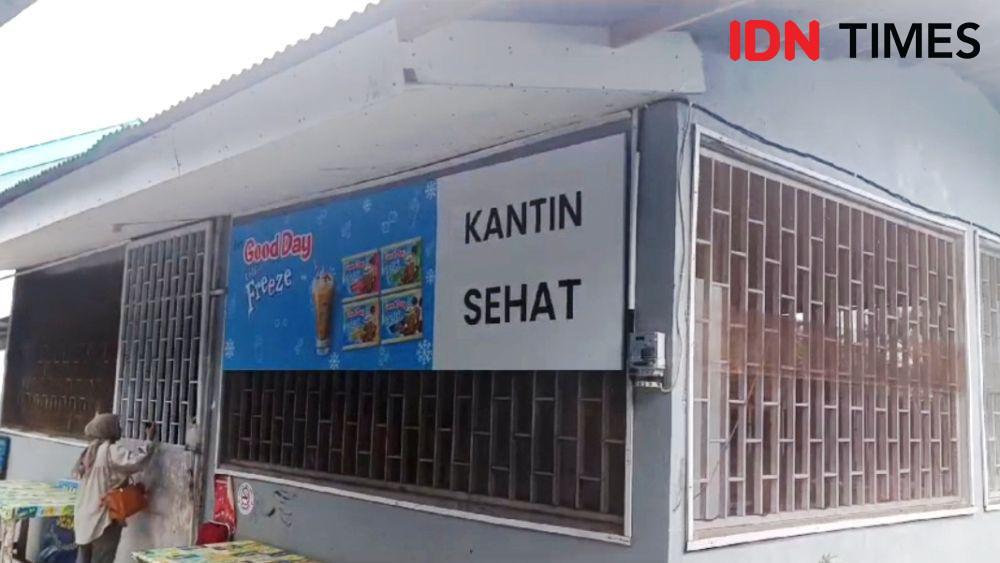 IDN TIMES
Good Day
Freeze
KANTIN
SEHAT